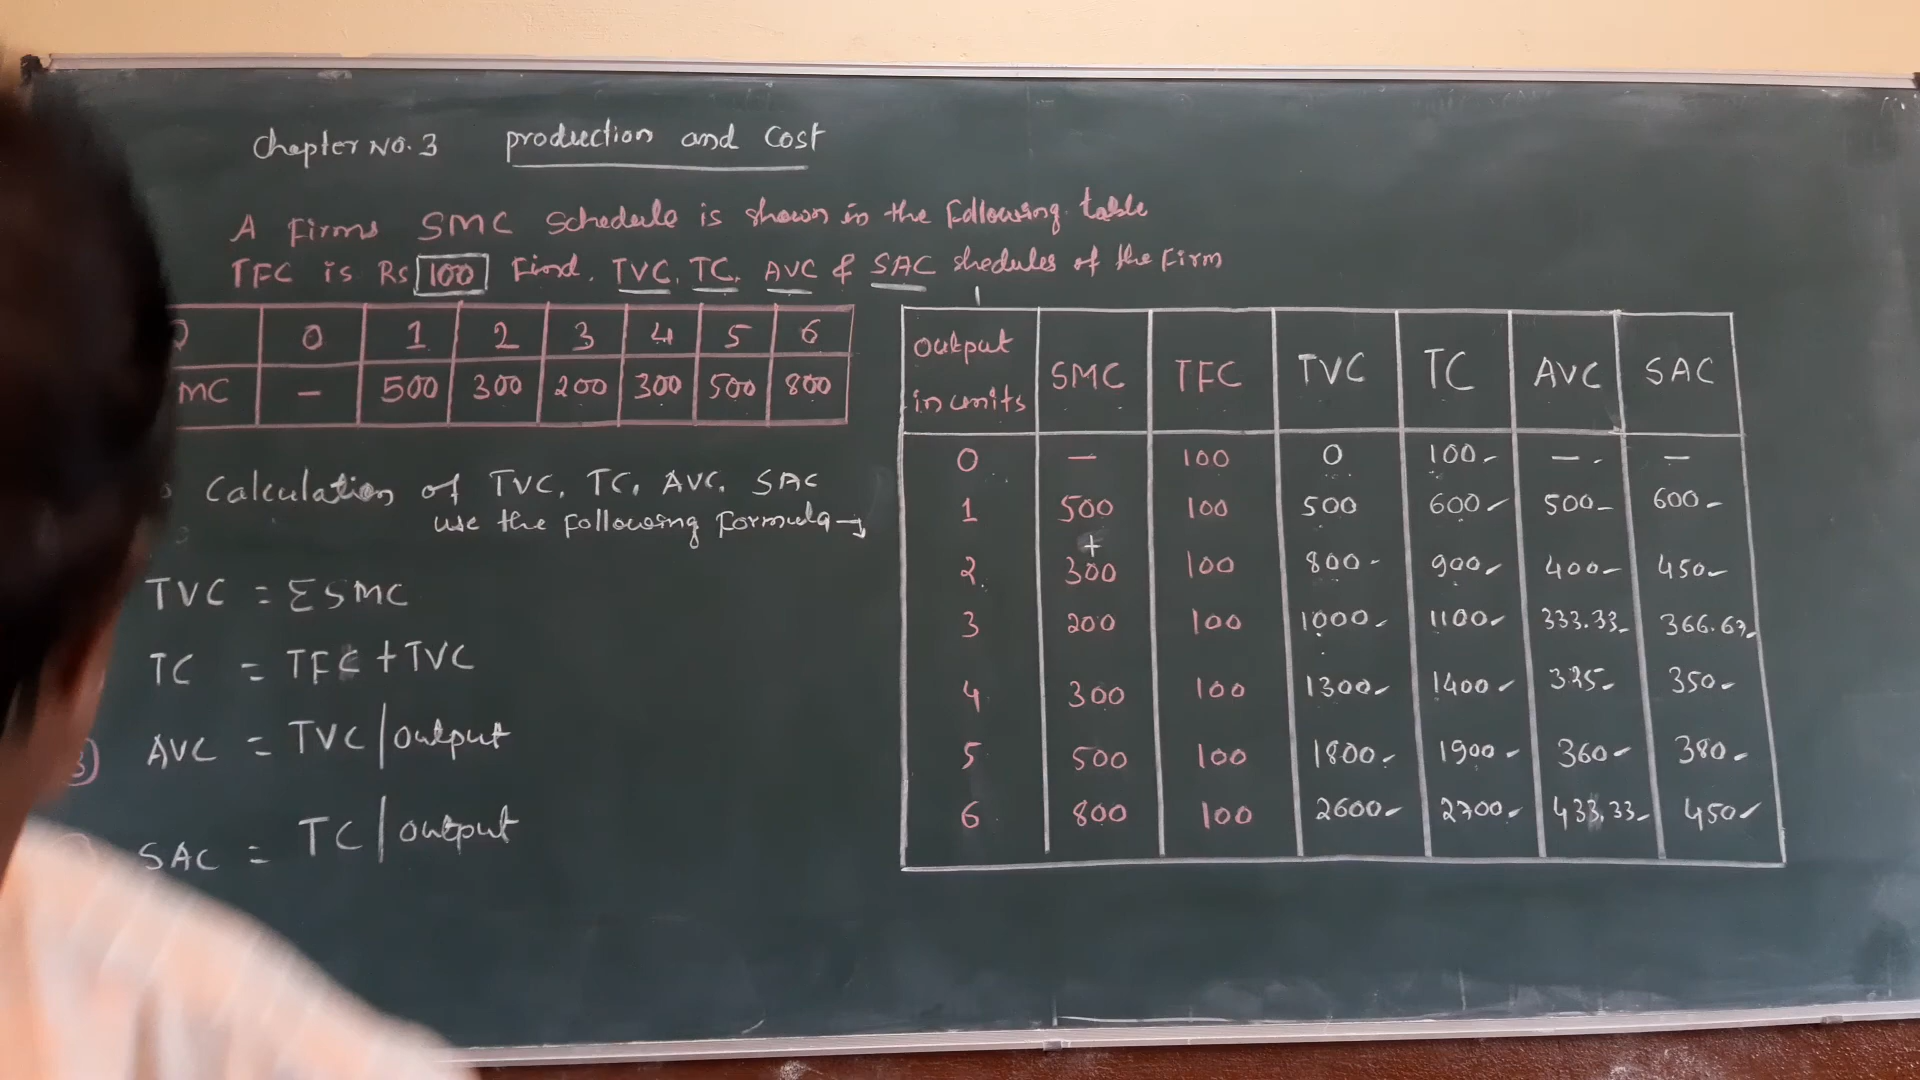 Chapter No. 3 production and Cost
A Firms SMC Schedule is shown in the Following table
TFC is Rs 100 Find, TVC, TC, AVC & SAC shedules of the Firm
0 1 2 3 4 5 6
MC — 500 300 200 300 500 800
Calculation of TVC, TC, AVC, SAC
use the following Formula →
TVC = ΣSMC
TC = TFC + TVC
3) AVC = TVC | output
SAC = TC | output
output in units SMC TFC TVC TC AVC SAC
0 — 100 0 100 — —
1 500 100 500 600 500 600
+
2 300 100 800 900 400 450
3 200 100 1000 1100 333.33 366.67
4 300 100 1300 1400 325 350
5 500 100 1800 1900 360 380
6 800 100 2600 2700 433.33 450